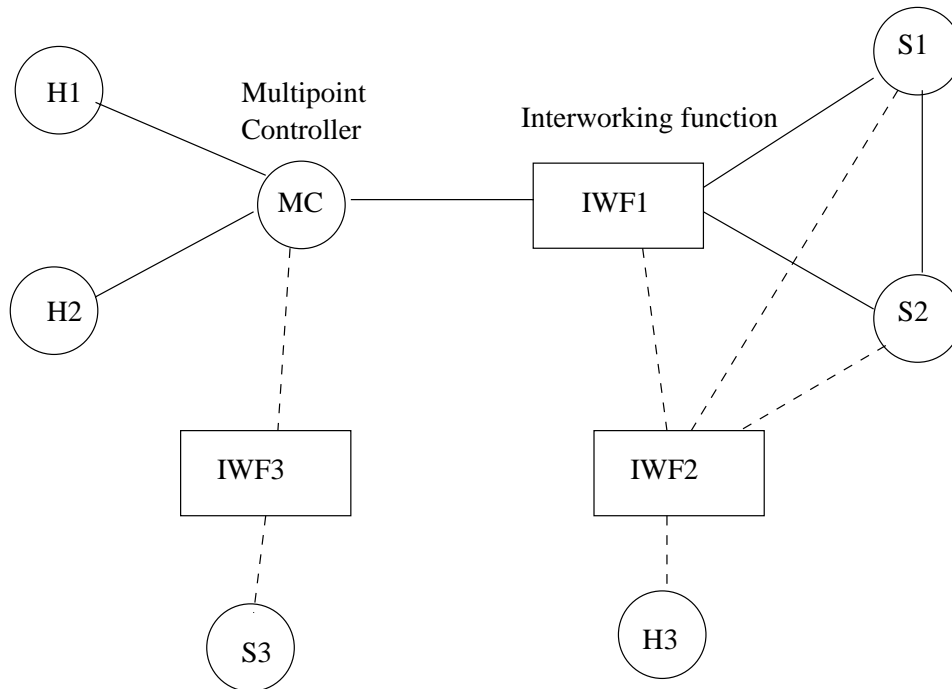 S1
H1
Multipoint
Controller
Interworking function
MC
IWF1
H2
S2
IWF3
IWF2
S3
H3